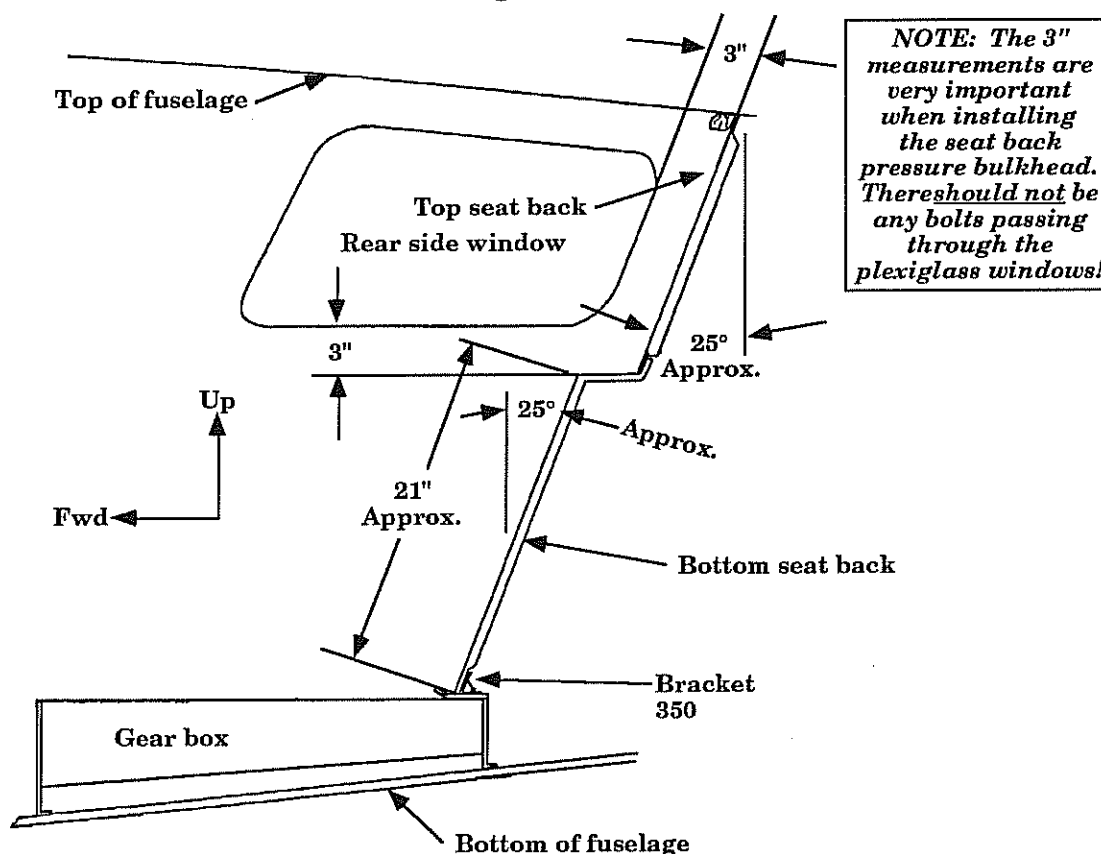 3"
NOTE: The 3"
measurements are
very important
when installing
the seat back
pressure bulkhead.
Thereshould not be
any bolts passing
through the
plexiglass windows!
Top of fuselage
Top seat back
Rear side window
3"
25°
Approx.
25°
Approx.
Up
Fwd
21"
Approx.
Bottom seat back
Bracket
350
Gear box
Bottom of fuselage